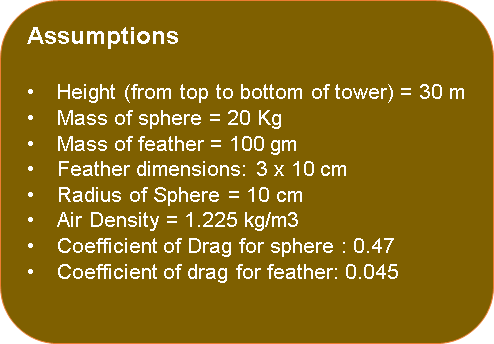 Assumptions
• Height (from top to bottom of tower) = 30 m
• Mass of sphere = 20 Kg
• Mass of feather = 100 gm
• Feather dimensions: 3 x 10 cm
• Radius of Sphere = 10 cm
• Air Density = 1.225 kg/m3
• Coefficient of Drag for sphere : 0.47
• Coefficient of drag for feather: 0.045